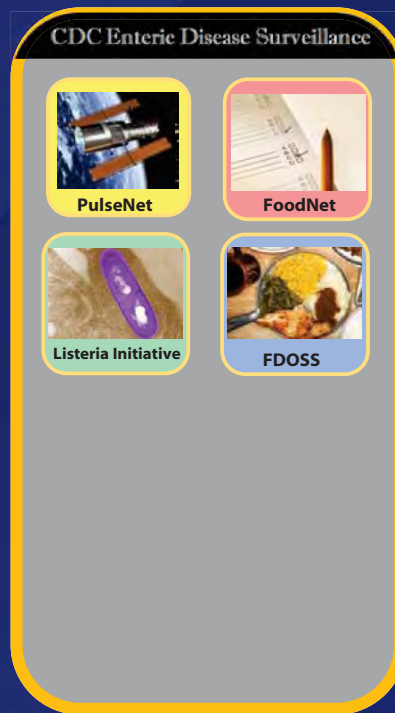 CDC Enteric Disease Surveillance
PulseNet
FoodNet
Listeria Initiative
FDOSS